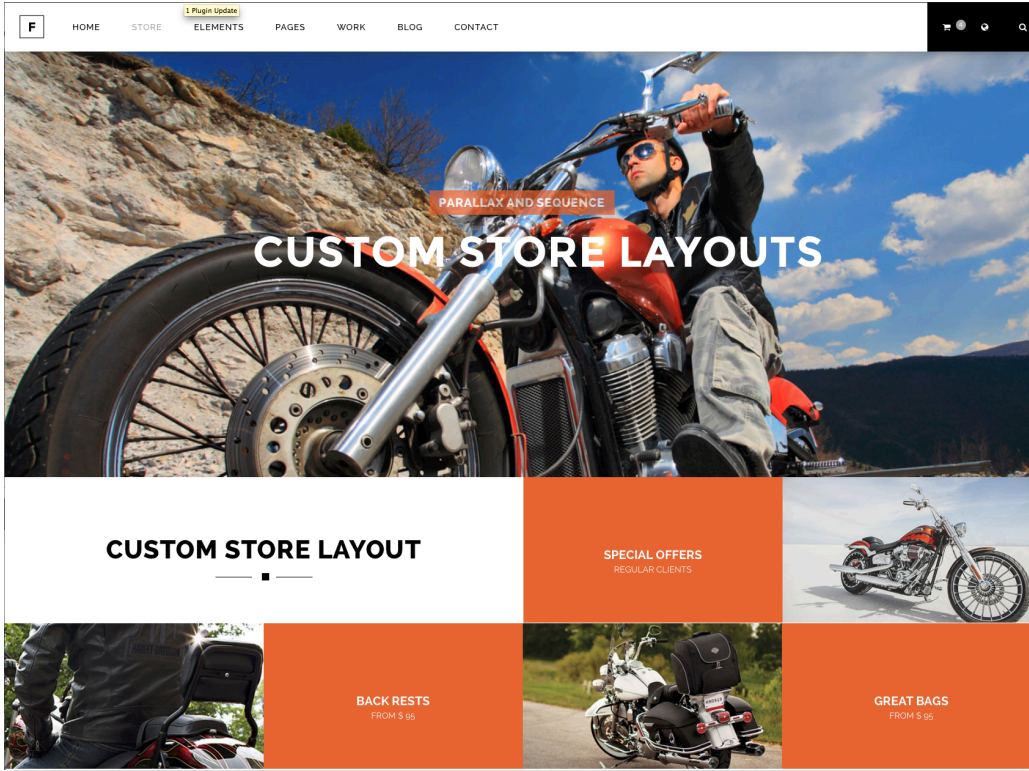 1 Plugin Update
F
HOME
STORE
ELEMENTS
PAGES
WORK
BLOG
CONTACT
4
PARALLAX AND SEQUENCE
CUSTOM STORE LAYOUTS
CUSTOM STORE LAYOUT
SPECIAL OFFERS
REGULAR CLIENTS
BACK RESTS
FROM $ 95
GREAT BAGS
FROM $ 95